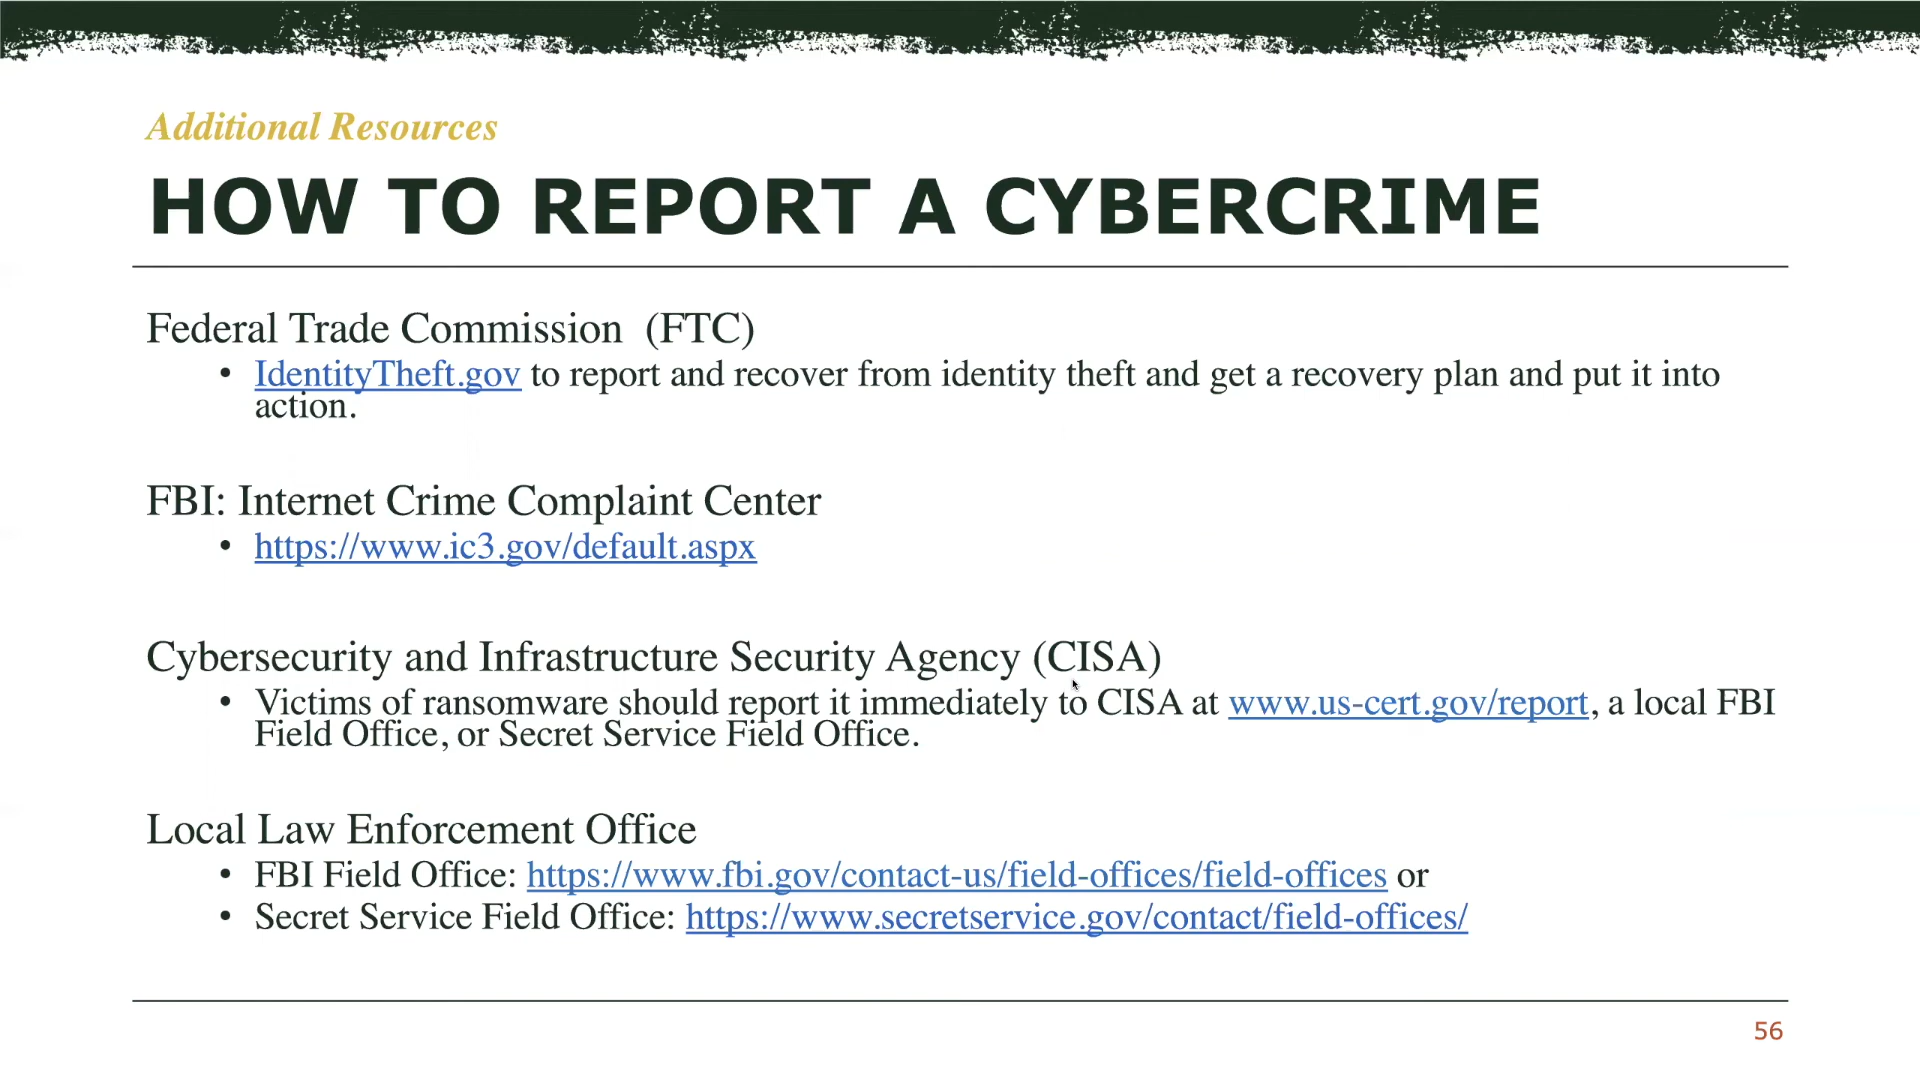 Additional Resources
HOW TO REPORT A CYBERCRIME
Federal Trade Commission  (FTC)
• IdentityTheft.gov to report and recover from identity theft and get a recovery plan and put it into
action.
FBI: Internet Crime Complaint Center
• https://www.ic3.gov/default.aspx
Cybersecurity and Infrastructure Security Agency (CISA)
• Victims of ransomware should report it immediately to CISA at www.us-cert.gov/report, a local FBI
Field Office, or Secret Service Field Office.
Local Law Enforcement Office
• FBI Field Office: https://www.fbi.gov/contact-us/field-offices/field-offices or
• Secret Service Field Office: https://www.secretservice.gov/contact/field-offices/
56